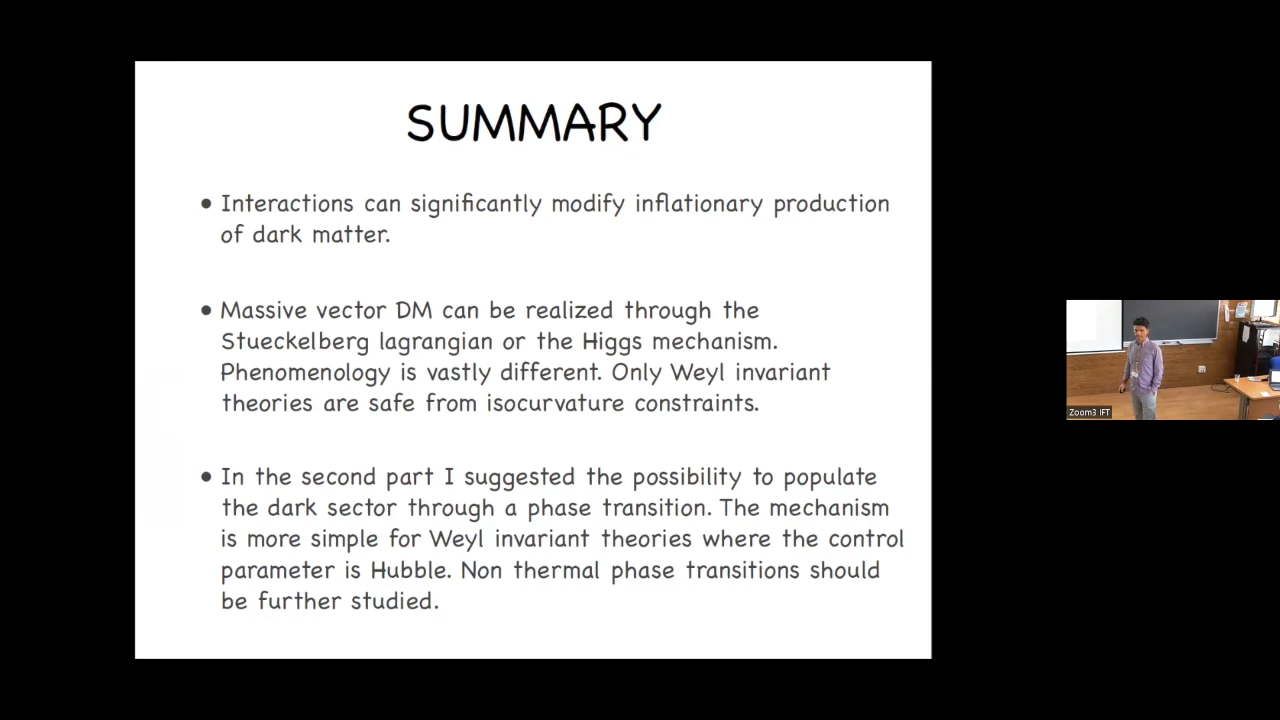 SUMMARY
• Interactions can significantly modify inflationary production
of dark matter.
• Massive vector DM can be realized through the
Stueckelberg lagrangian or the Higgs mechanism.
Phenomenology is vastly different. Only Weyl invariant
theories are safe from isocurvature constraints.
• In the second part I suggested the possibility to populate
the dark sector through a phase transition. The mechanism
is more simple for Weyl invariant theories where the control
parameter is Hubble. Non thermal phase transitions should
be further studied.
Zoom3 IFT